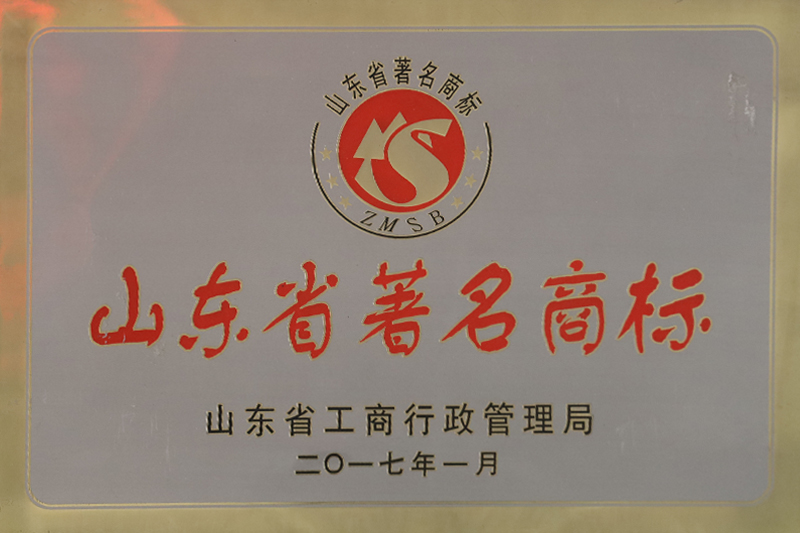 山东省著名商标
ZMSB
山东省著名商标
山东省工商行政管理局
二〇一七年一月